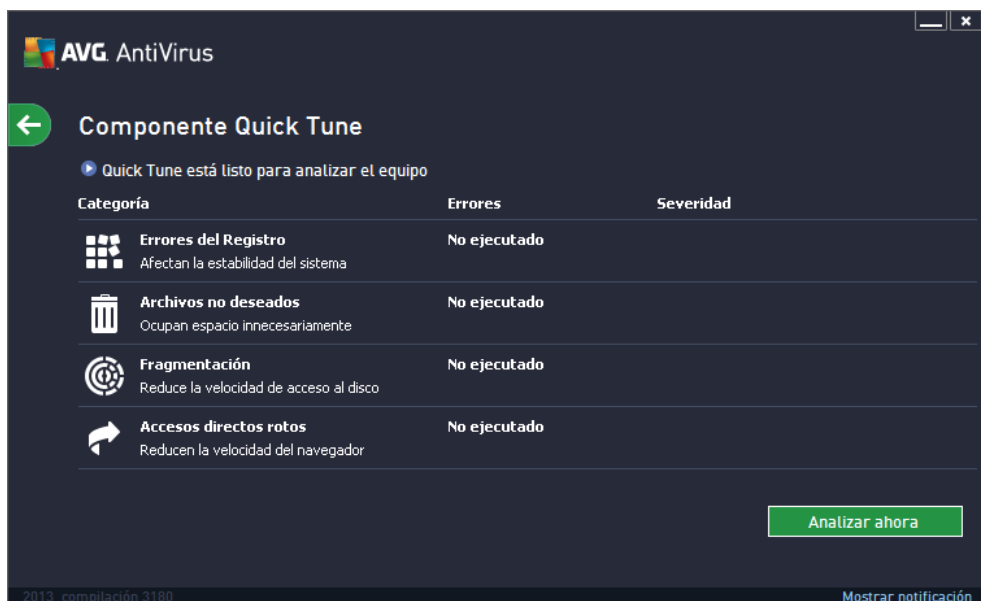 AVG. AntiVirus
Componente Quick Tune
Quick Tune está listo para analizar el equipo
Categoría Errores Severidad
Errores del Registro No ejecutado
Afectan la estabilidad del sistema
Archivos no deseados No ejecutado
Ocupan espacio innecesariamente
Fragmentación No ejecutado
Reduce la velocidad de acceso al disco
Accesos directos rotos No ejecutado
Reducen la velocidad del navegador
Analizar ahora
2013 compilación 3180 Mostrar notificación